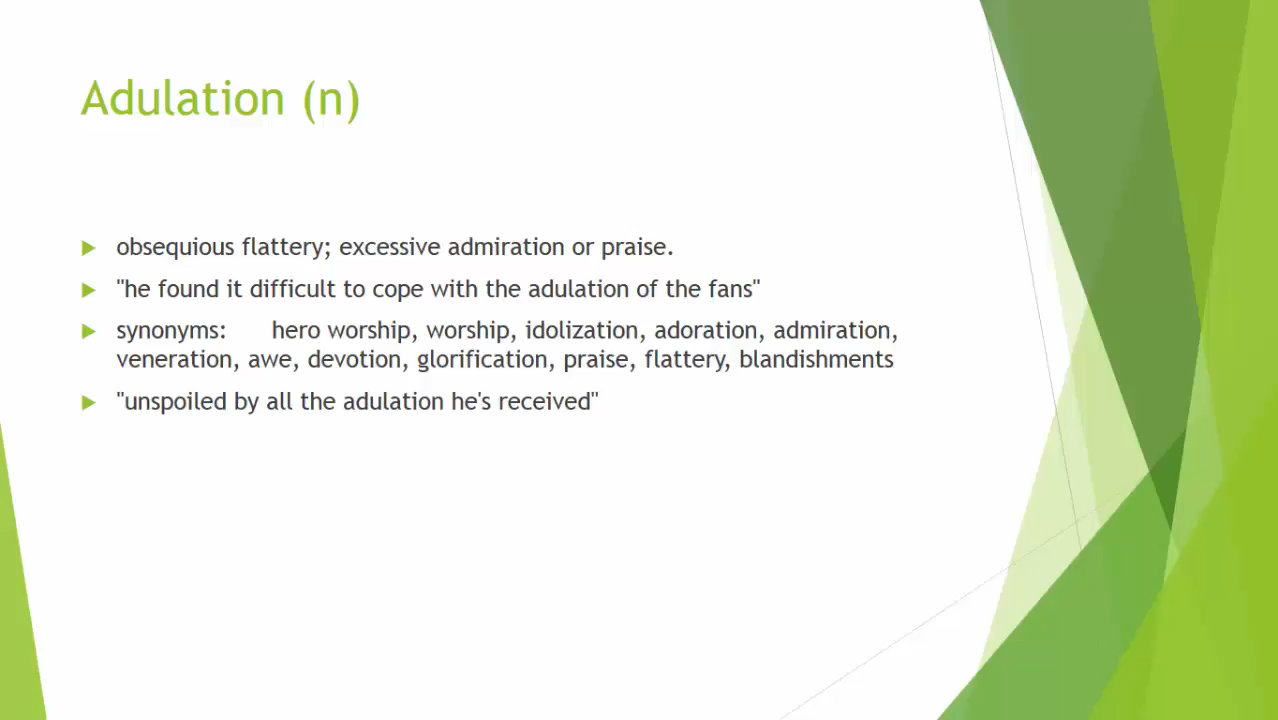 Adulation (n)
obsequious flattery; excessive admiration or praise.
"he found it difficult to cope with the adulation of the fans"
synonyms: hero worship, worship, idolization, adoration, admiration,
veneration, awe, devotion, glorification, praise, flattery, blandishments
"unspoiled by all the adulation he's received"